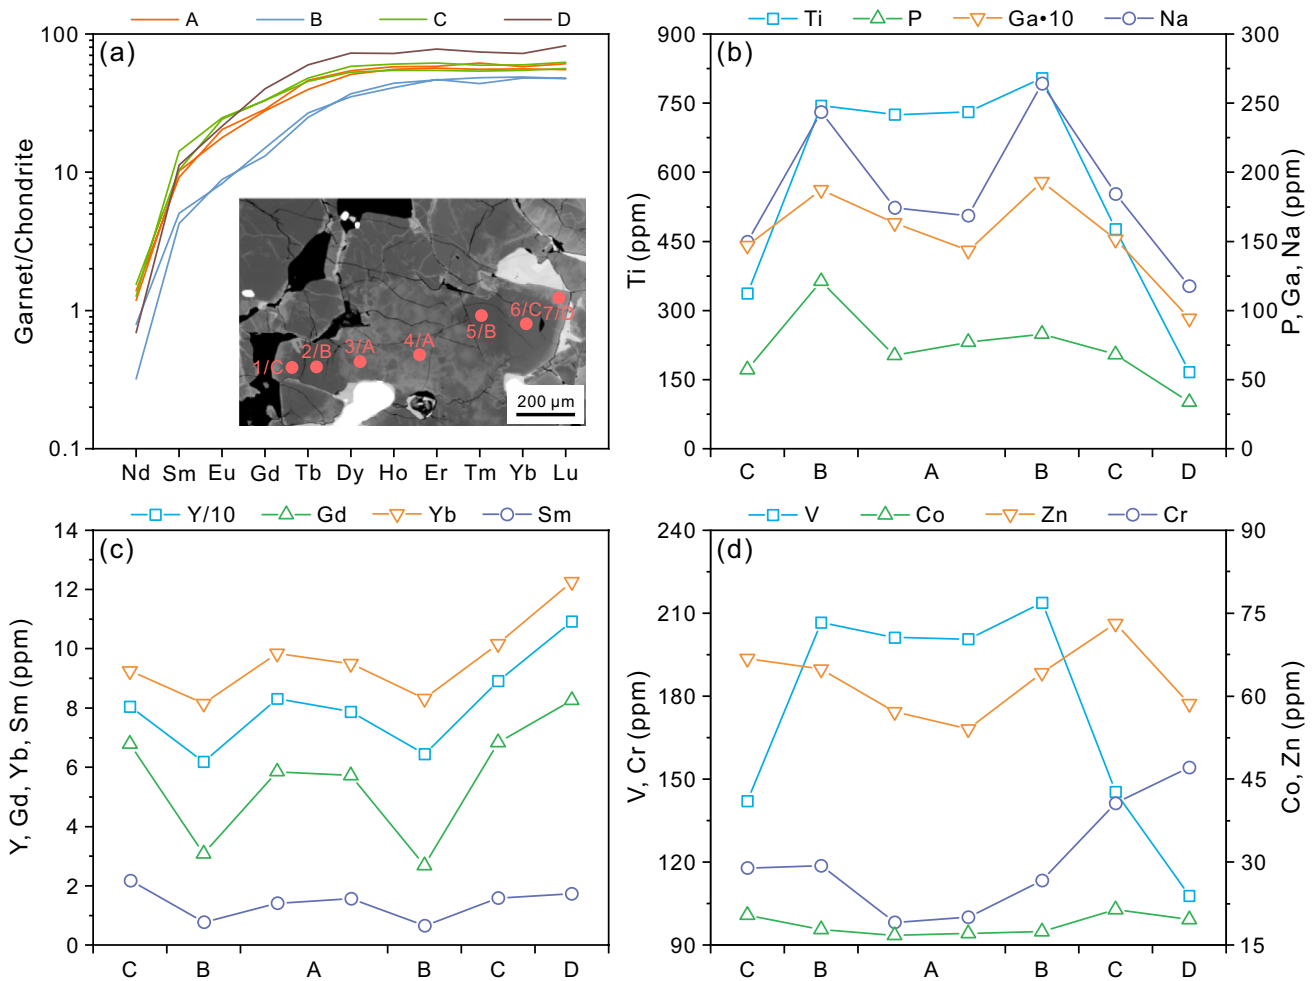 A B C D
(a)
100
10
1
0.1
Garnet/Chondrite
Nd Sm Eu Gd Tb Dy Ho Er Tm Yb Lu
1/C 2/B 3/A 4/A 5/B 6/C 7/D
200 μm
Ti P Ga•10 Na
(b)
900
750
600
450
300
150
0
Ti (ppm)
300
250
200
150
100
50
0
P, Ga, Na (ppm)
C B A B C D
Y/10 Gd Yb Sm
(c)
14
12
10
8
6
4
2
0
Y, Gd, Yb, Sm (ppm)
C B A B C D
V Co Zn Cr
(d)
240
210
180
150
120
90
V, Cr (ppm)
90
75
60
45
30
15
Co, Zn (ppm)
C B A B C D